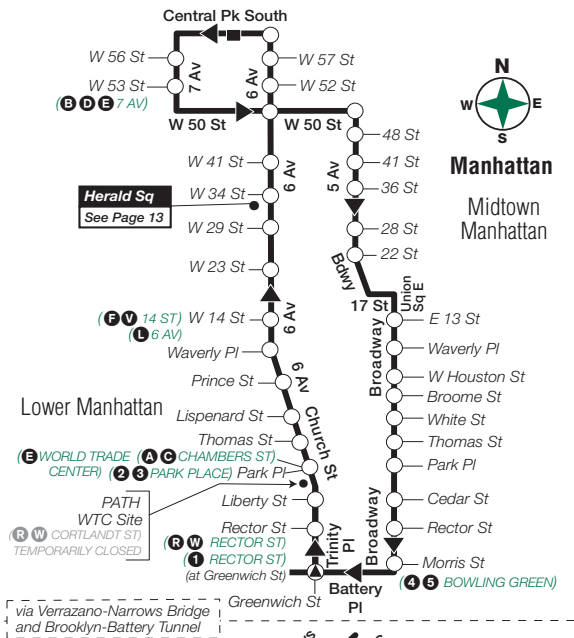 Central Pk South
W 56 St
W 57 St
7 Av
6 Av
W 53 St
W 52 St
(B D E 7 AV)
W 50 St
W 50 St
N
W
E
S
48 St
W 41 St
6 Av
5 Av
41 St
Manhattan
Herald Sq
W 34 St
36 St
See Page 13
Midtown
Manhattan
W 29 St
28 St
W 23 St
22 St
Bdwy
17 St
Union
Sq E
(F V 14 ST)
W 14 St
6 Av
E 13 St
(L 6 AV)
Waverly Pl
Broadway
Waverly Pl
Prince St
6 Av
W Houston St
Broome St
Lower Manhattan
Lispenard St
Church St
White St
Thomas St
Thomas St
(E WORLD TRADE
CENTER)
(A C CHAMBERS ST)
(2 3 PARK PLACE)
Park Pl
Park Pl
PATH
WTC Site
(R W CORTLANDT ST)
TEMPORARILY CLOSED
Liberty St
Cedar St
Rector St
(R W RECTOR ST)
(1 RECTOR ST)
Trinity
Pl
Broadway
Rector St
(at Greenwich St)
Morris St
(4 5 BOWLING GREEN)
Greenwich St
Battery
Pl
via Verrazano-Narrows Bridge
and Brooklyn-Battery Tunnel